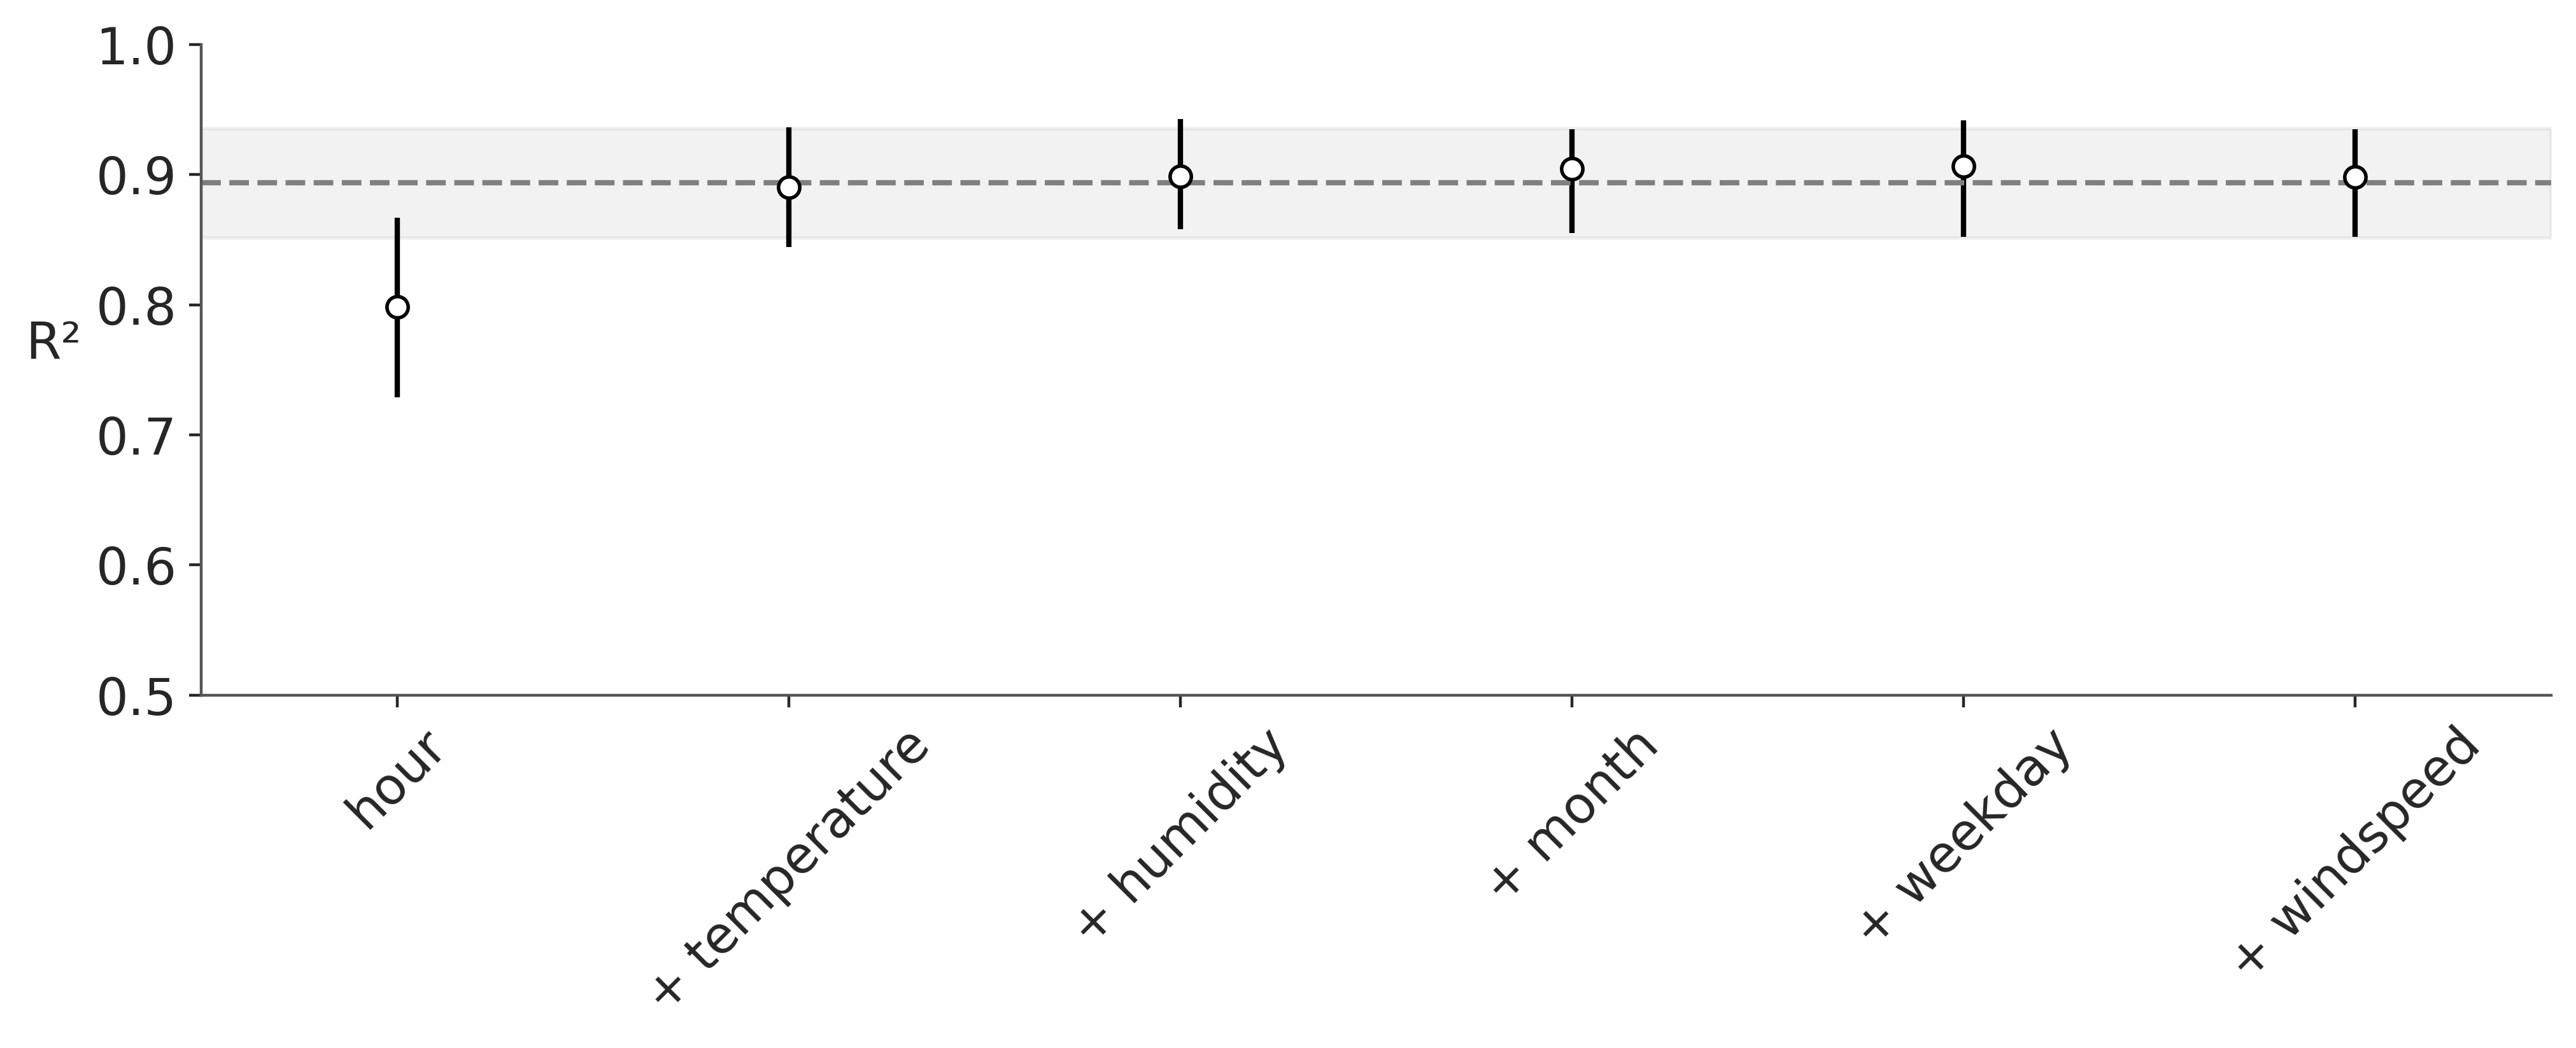 1.0
0.9
0.8
0.7
0.6
0.5
R²
hour
+ temperature
+ humidity
+ month
+ weekday
+ windspeed